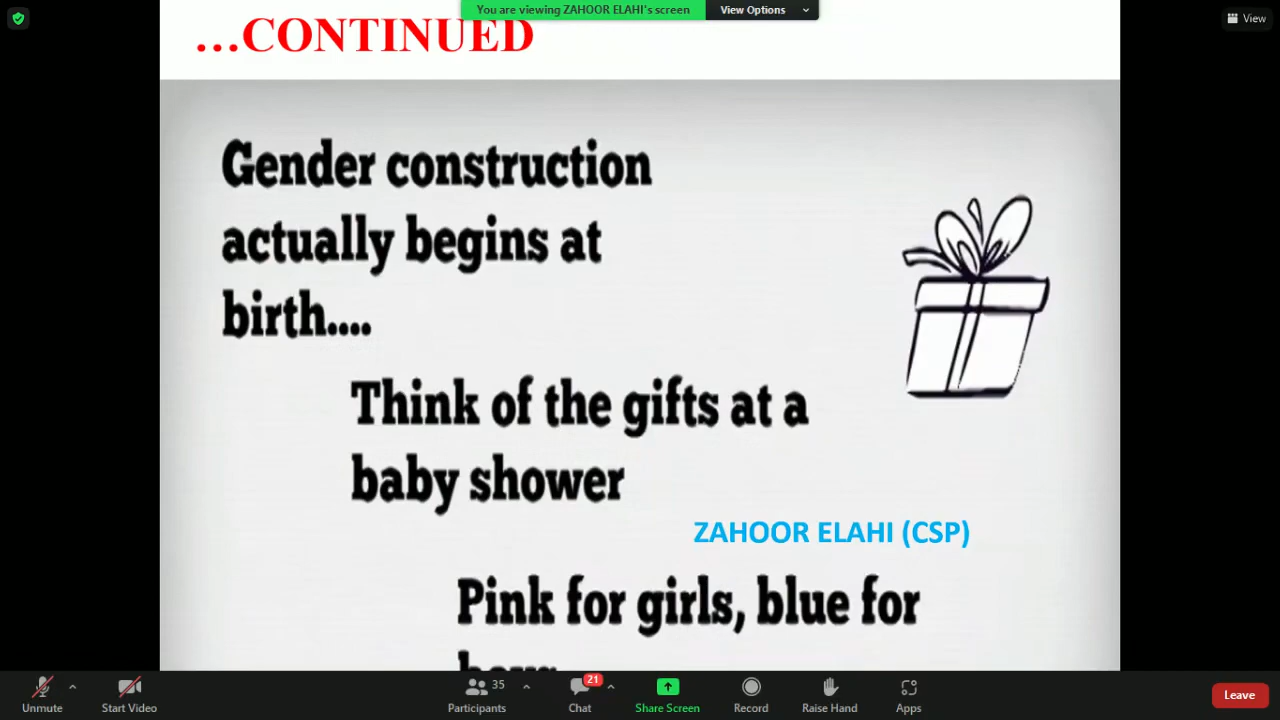 You are viewing ZAHOOR ELAHI's screen
View Options
View
...CONTINUED
Gender construction
actually begins at
birth....
Think of the gifts at a
baby shower
ZAHOOR ELAHI (CSP)
Pink for girls, blue for
Unmute
Start Video
35
Participants
21
Chat
Share Screen
Record
Raise Hand
Apps
Leave